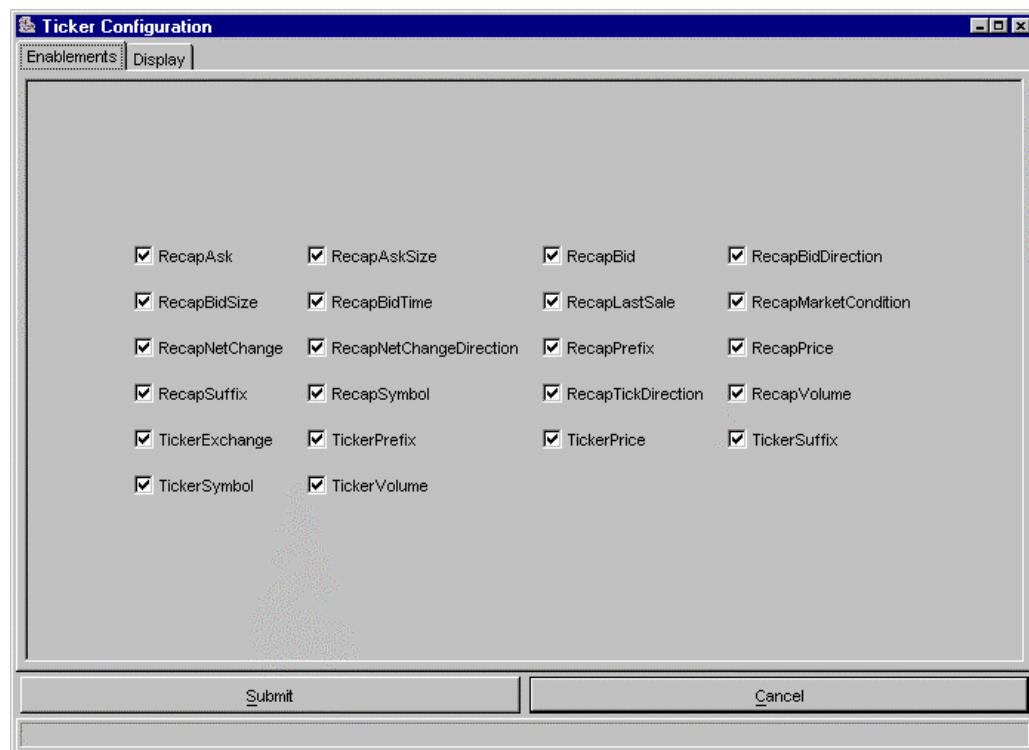 Ticker Configuration
Enablements Display
RecapAsk RecapAskSize RecapBid RecapBidDirection
RecapBidSize RecapBidTime RecapLastSale RecapMarketCondition
RecapNetChange RecapNetChangeDirection RecapPrefix RecapPrice
RecapSuffix RecapSymbol RecapTickDirection RecapVolume
TickerExchange TickerPrefix TickerPrice TickerSuffix
TickerSymbol TickerVolume
Submit Cancel